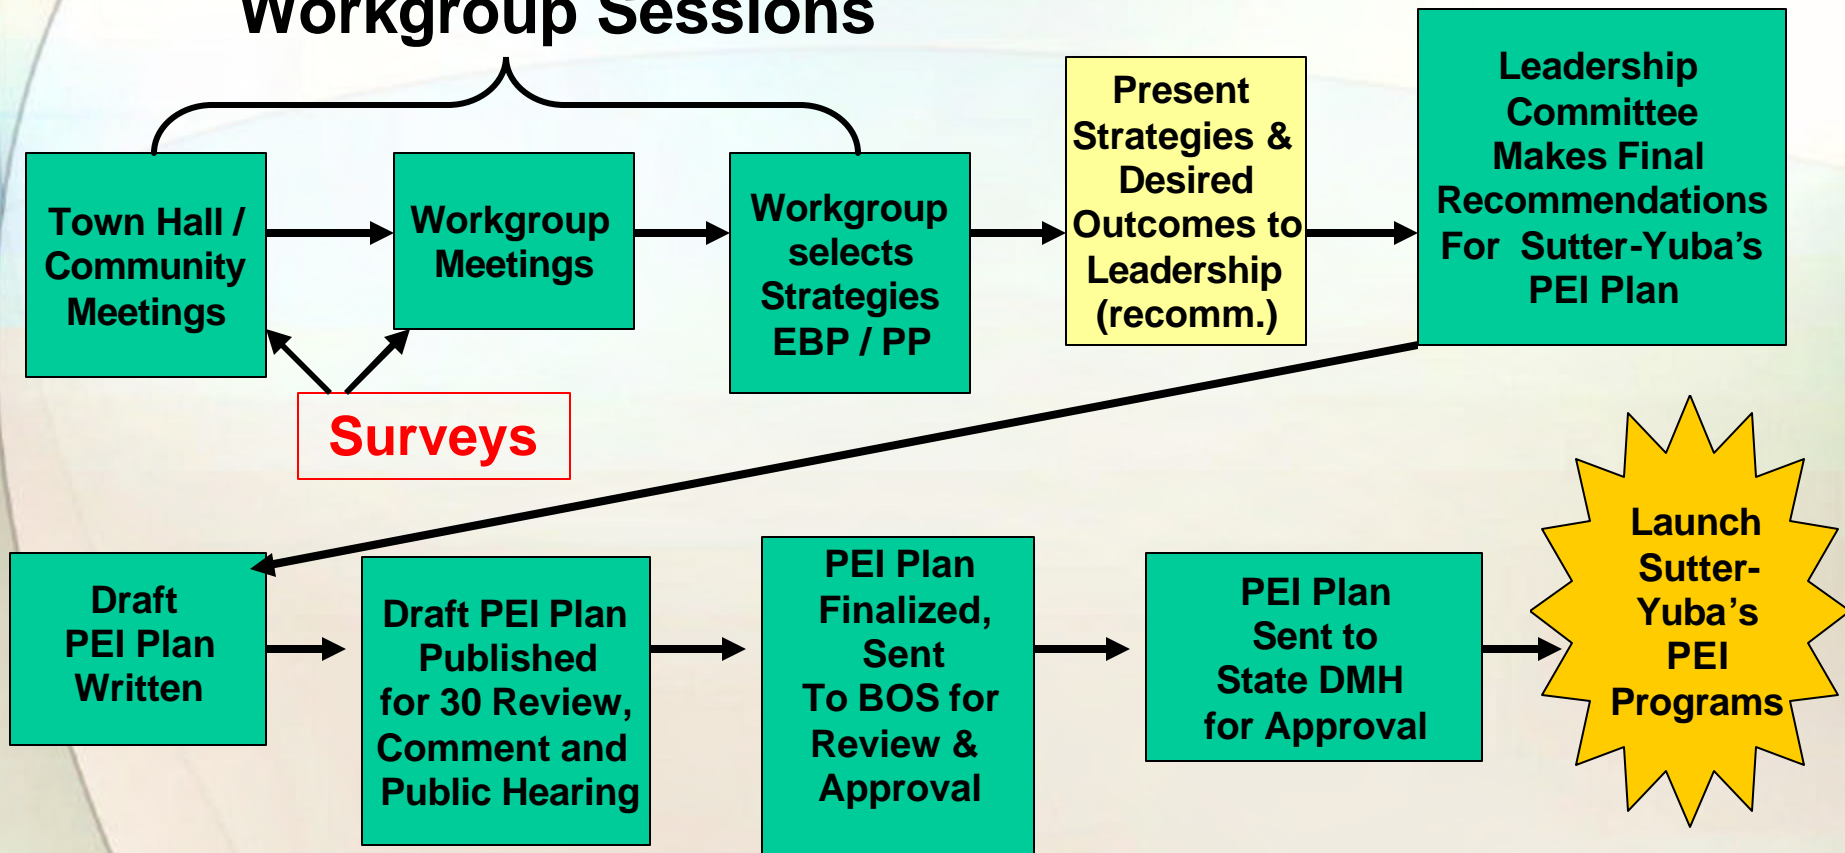 Workgroup Sessions
Town Hall /
Community
Meetings
Workgroup
Meetings
Workgroup
selects
Strategies
EBP / PP
Present
Strategies &
Desired
Outcomes to
Leadership
(recomm.)
Leadership
Committee
Makes Final
Recommendations
For Sutter-Yuba’s
PEI Plan
Surveys
Draft
PEI Plan
Written
Draft PEI Plan
Published
for 30 Review,
Comment and
Public Hearing
PEI Plan
Finalized,
Sent
To BOS for
Review &
Approval
PEI Plan
Sent to
State DMH
for Approval
Launch
Sutter-
Yuba’s
PEI
Programs